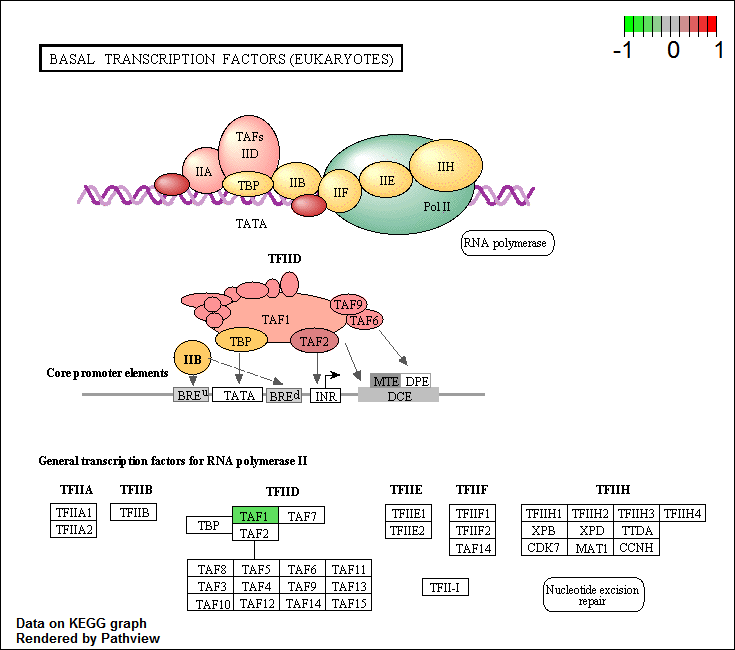 -1 0 1
BASAL TRANSCRIPTION FACTORS (EUKARYOTES)
TAFs
IID
IIA
IIH
TBP
IIB
IIE
IIF
Pol II
TATA
RNA polymerase
TFIID
TAF9
TAF1
TAF6
TBP
TAF2
IIB
Core promoter elements
MTE DPE
BREu TATA BREd INR DCE
General transcription factors for RNA polymerase II
TFIIA TFIIB TFIID TFIIE TFIIF TFIIH
TFIIA1 TFIIB TAF1 TAF7 TFIIE1 TFIIF1 TFIIH1 TFIIH2 TFIIH3 TFIIH4
TFIIA2 TBP TAF2 TFIIE2 TFIIF2 XPB XPD TTDA
TAF14 CDK7 MAT1 CCNH
TAF8 TAF5 TAF6 TAF11
TAF3 TAF4 TAF9 TAF13 TFII-I
TAF10 TAF12 TAF14 TAF15
Nucleotide excision
repair
Data on KEGG graph
Rendered by Pathview